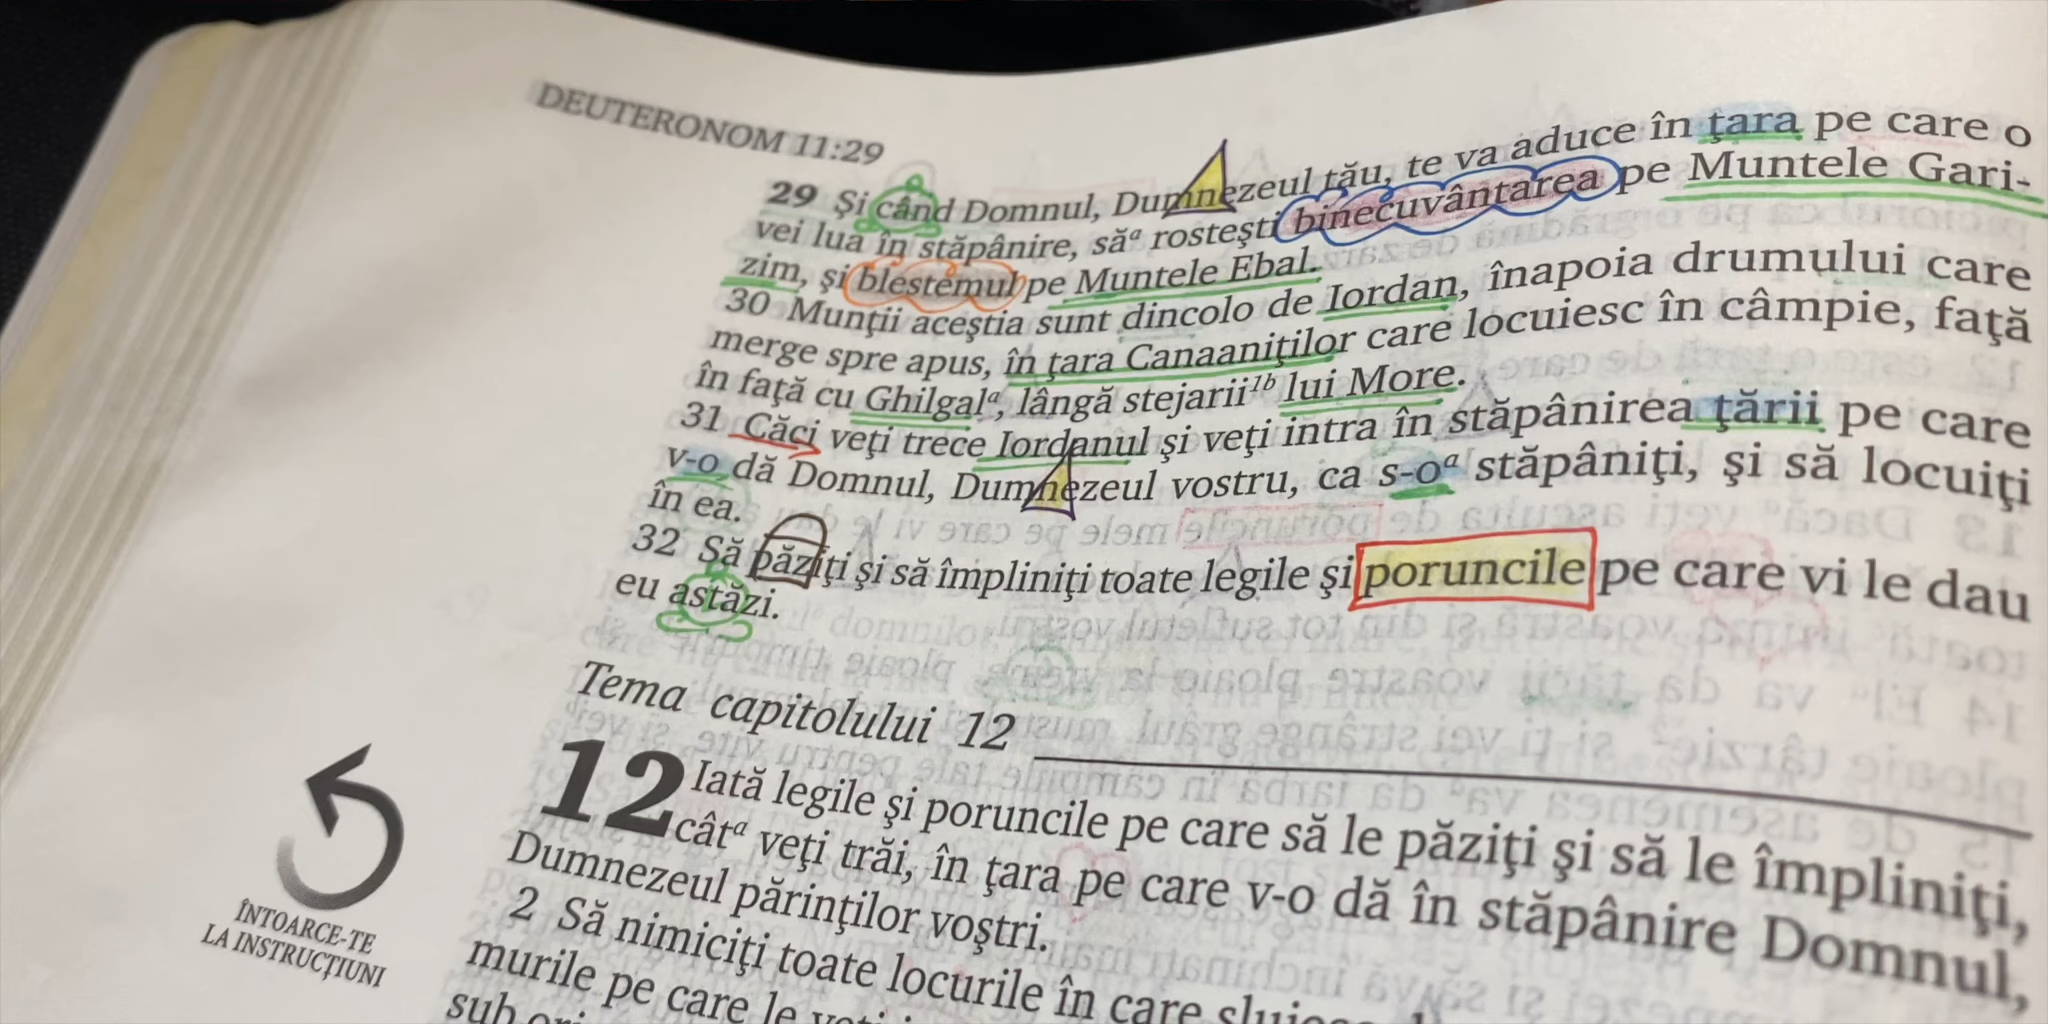 DEUTERONOM 11:29
29 Şi când Domnul, Dumnezeul tău, te va aduce în ţara pe care o
vei lua în stăpânire, săᵃ rosteşti binecuvântarea pe Muntele Gari-
zim, şi blestemul pe Muntele Ebal.
30 Munţii aceştia sunt dincolo de Iordan, înapoia drumului care
merge spre apus, în ţara Canaaniţilor care locuiesc în câmpie, faţă
în faţă cu Ghilgalᵃ, lângă stejarii¹ᵇ lui More.
31 Căci veţi trece Iordanul şi veţi intra în stăpânirea ţării pe care
v-o dă Domnul, Dumnezeul vostru, ca s-oᵃ stăpâniţi, şi să locuiţi
în ea.
32 Să păziţi şi să împliniţi toate legile şi poruncile pe care vi le dau
eu astăzi.
Tema capitolului 12
12 Iată legile şi poruncile pe care să le păziţi şi să le împliniţi,
câtᵃ veţi trăi, în ţara pe care v-o dă în stăpânire Domnul,
Dumnezeul părinţilor voştri.
2 Să nimiciţi toate locurile în care
murile pe care le
sub
ÎNTOARCE-TE
LA INSTRUCŢIUNI